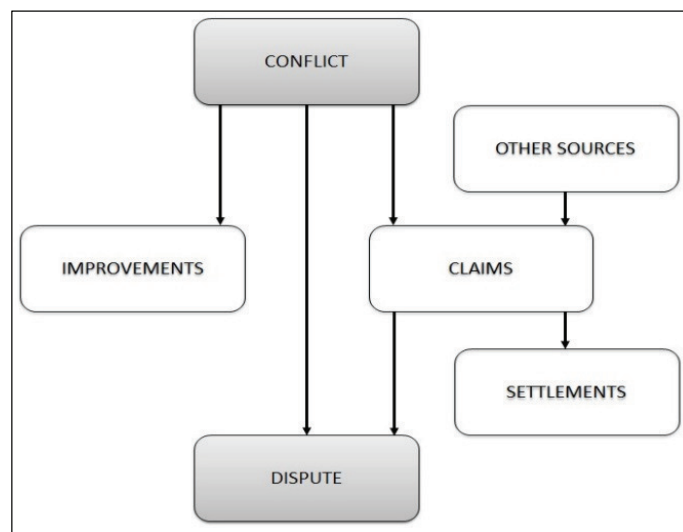 CONFLICT
OTHER SOURCES
IMPROVEMENTS
CLAIMS
SETTLEMENTS
DISPUTE